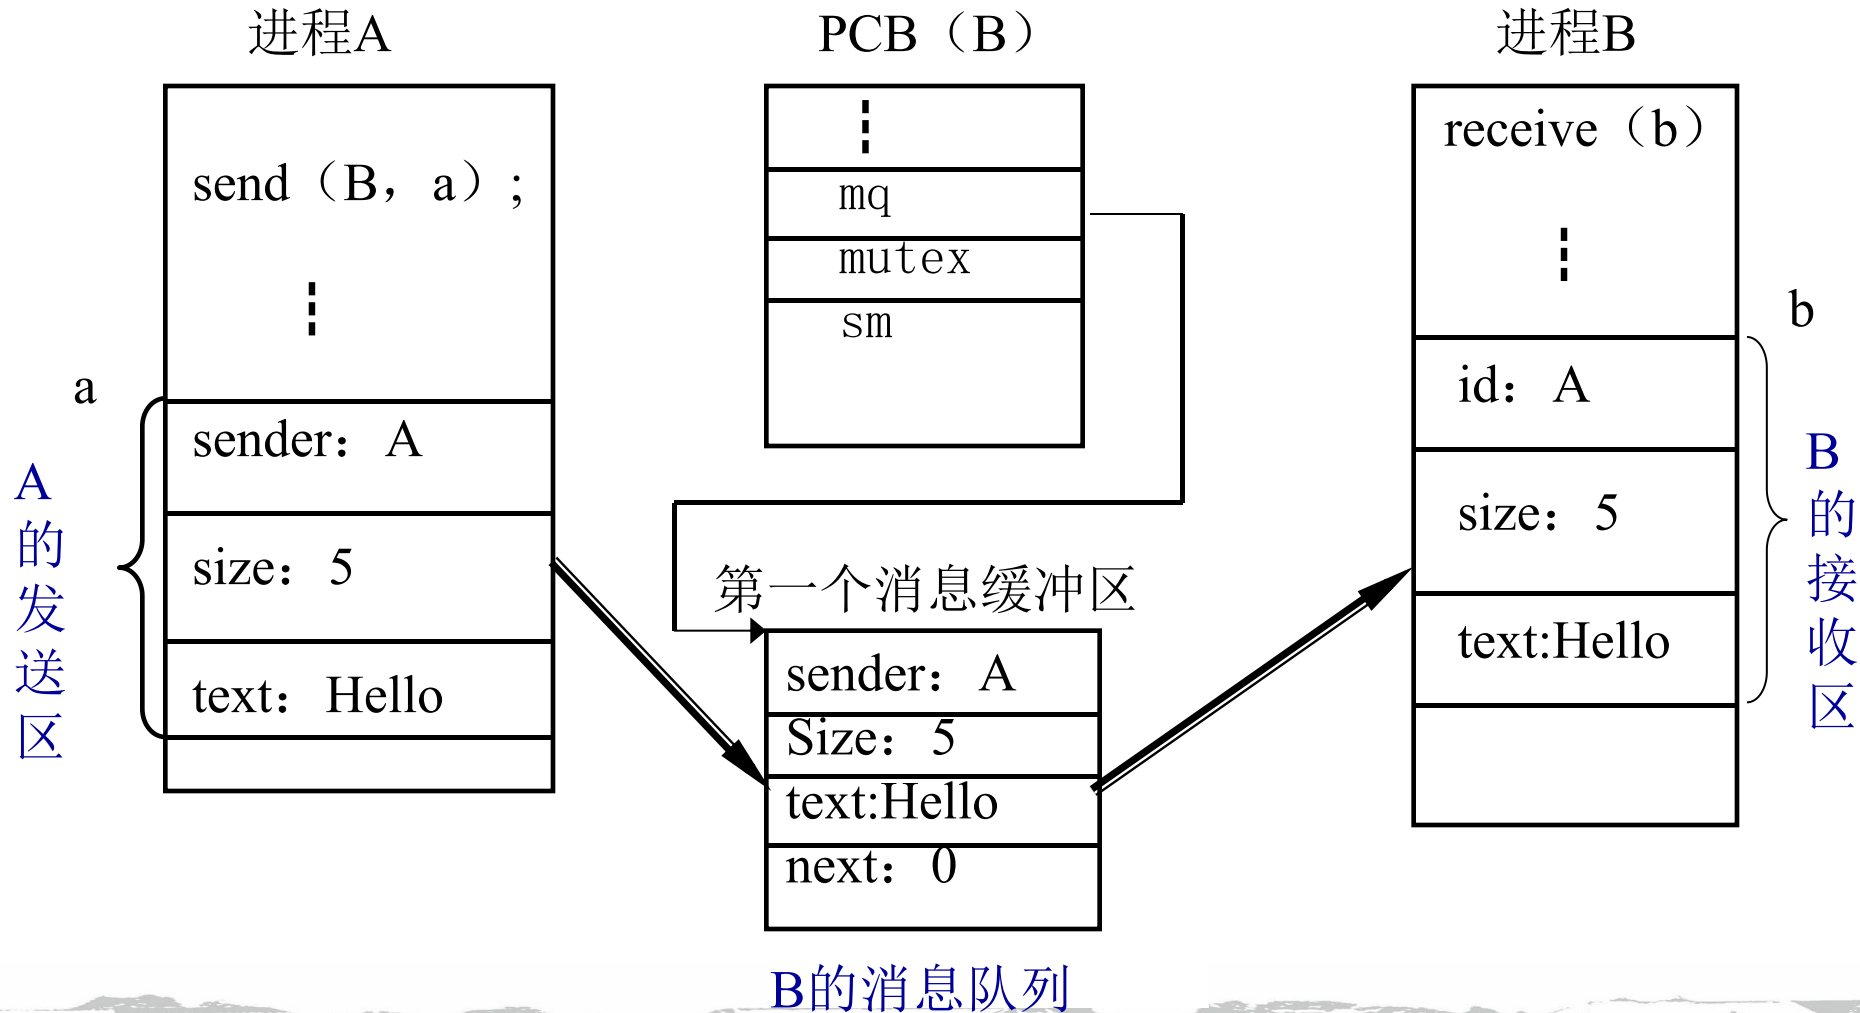 进程A
send（B，a）;
a
sender：A
size：5
text：Hello
A的发送区
PCB（B）
mq
mutex
sm
第一个消息缓冲区
sender：A
Size：5
text:Hello
next：0
B的消息队列
进程B
receive（b）
b
id：A
size：5
text:Hello
B的接收区